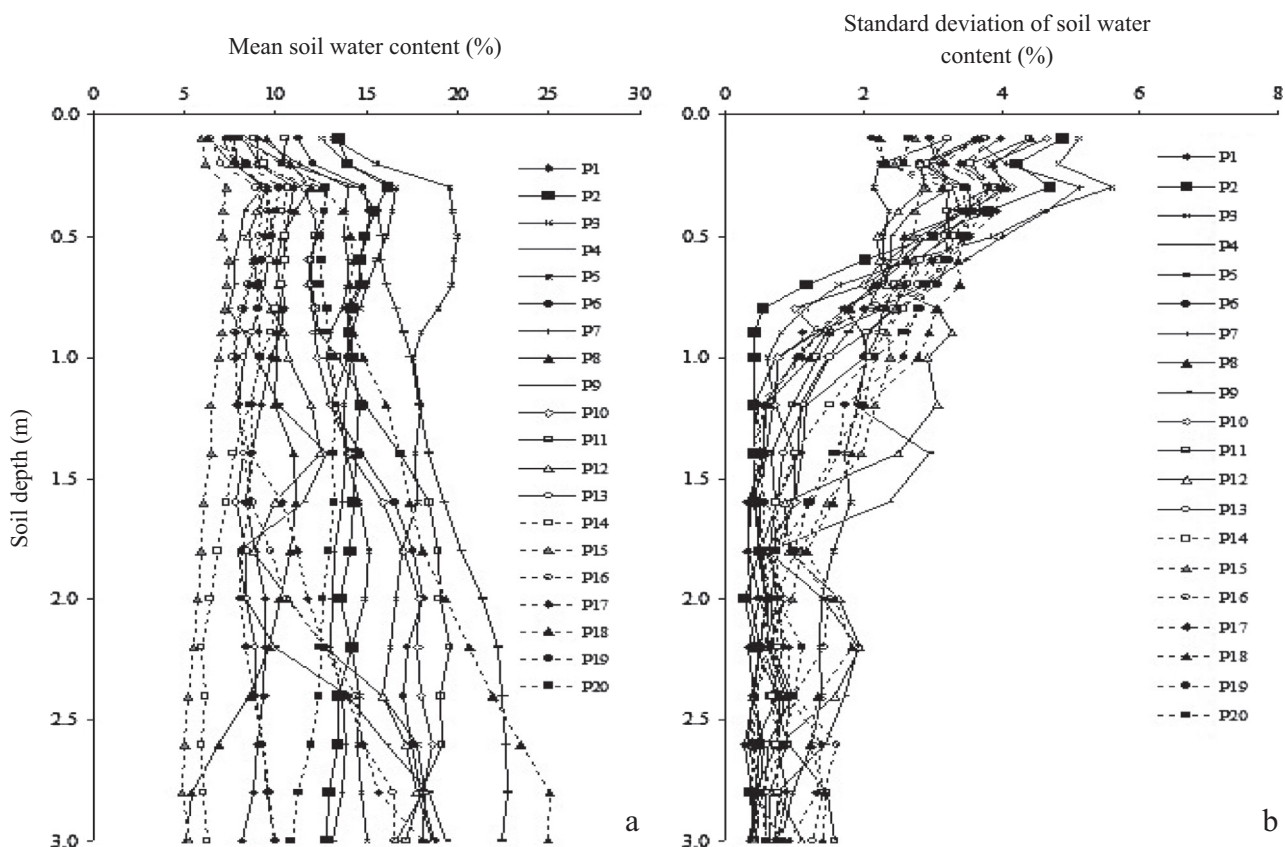 Mean soil water content (%)
Standard deviation of soil water
content (%)
0 5 10 15 20 25 30
0 2 4 6 8
0.0
0.5
1.0
1.5
2.0
2.5
3.0
Soil depth (m)
P1
P2
P3
P4
P5
P6
P7
P8
P9
P10
P11
P12
P13
P14
P15
P16
P17
P18
P19
P20
a
0.0
0.5
1.0
1.5
2.0
2.5
3.0
P1
P2
P3
P4
P5
P6
P7
P8
P9
P10
P11
P12
P13
P14
P15
P16
P17
P18
P19
P20
b